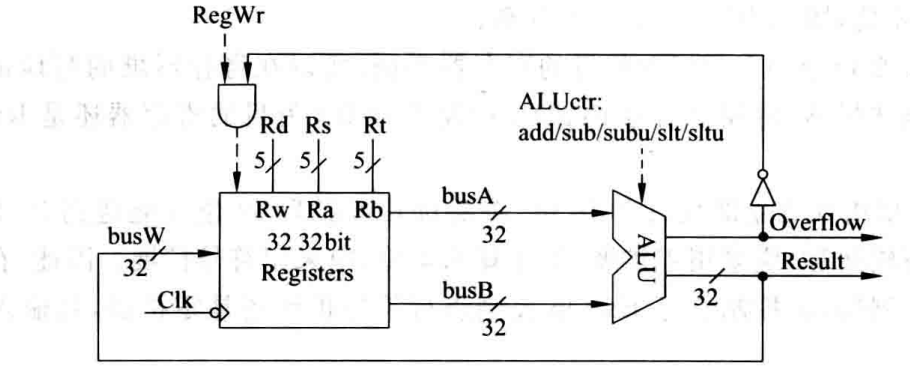 RegWr
ALUctr:
add/sub/subu/slt/sltu
Rd Rs Rt
5 5 5
Rw Ra Rb
busA
32
Overflow
busW
32
32 32bit
Registers
ALU
Result
32
Clk
busB
32